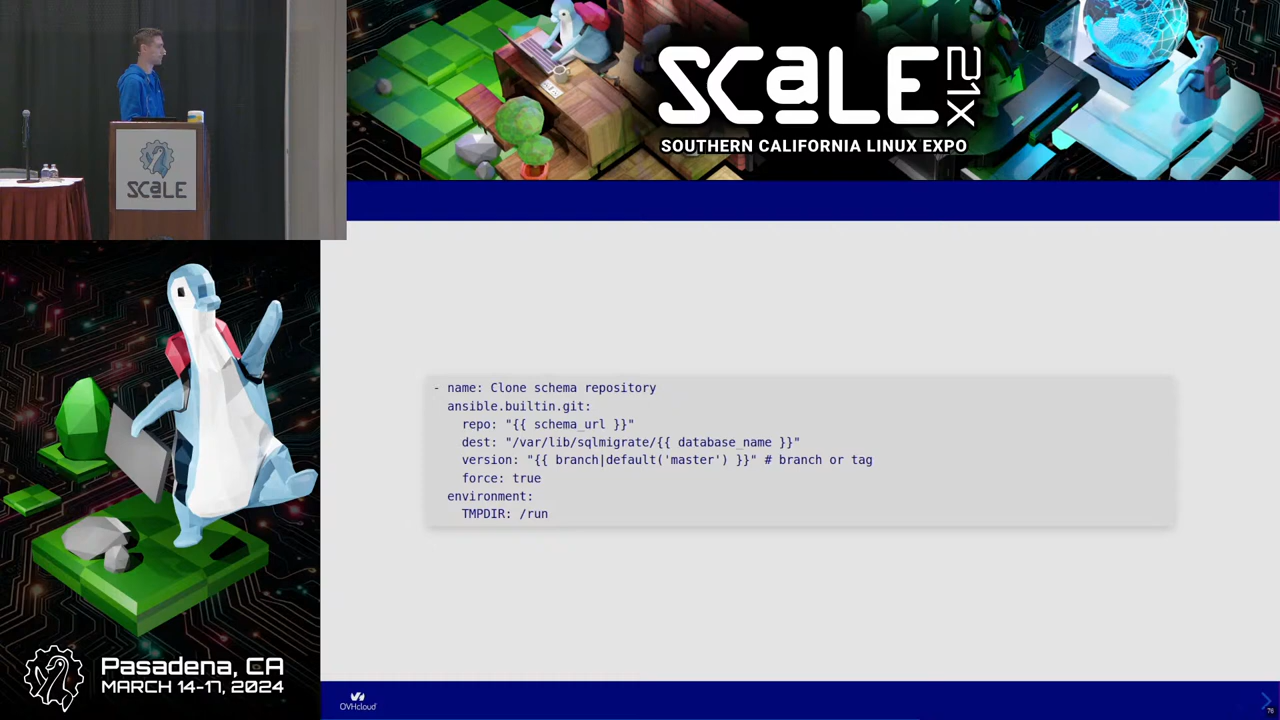 SCaLE 21X
SOUTHERN CALIFORNIA LINUX EXPO
SCaLE
- name: Clone schema repository
  ansible.builtin.git:
    repo: "{{ schema_url }}"
    dest: "/var/lib/sqlmigrate/{{ database_name }}"
    version: "{{ branch|default('master') }}" # branch or tag
    force: true
  environment:
    TMPDIR: /run
Pasadena, CA
MARCH 14-17, 2024
OVHcloud
76